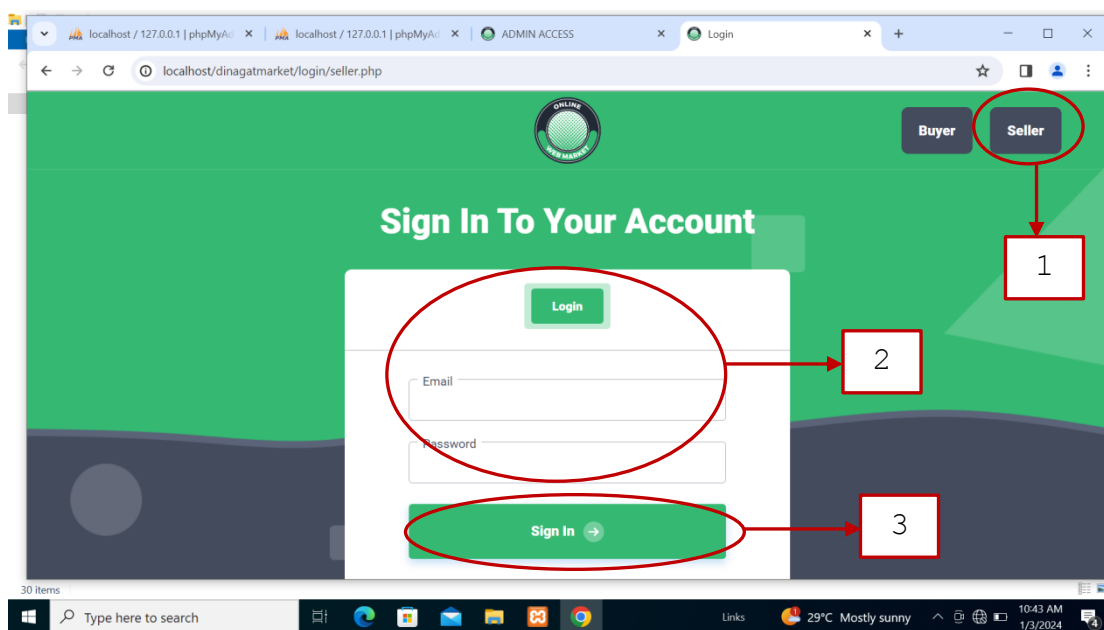 localhost / 127.0.0.1 | phpMyAd
localhost / 127.0.0.1 | phpMyAd
ADMIN ACCESS
Login
localhost/dinagatmarket/login/seller.php
ONLINE
WEB MARKET
Buyer
Seller
1
Sign In To Your Account
Login
2
Email
Password
Sign In
3
30 items
Type here to search
Links
29°C Mostly sunny
10:43 AM
1/3/2024
4